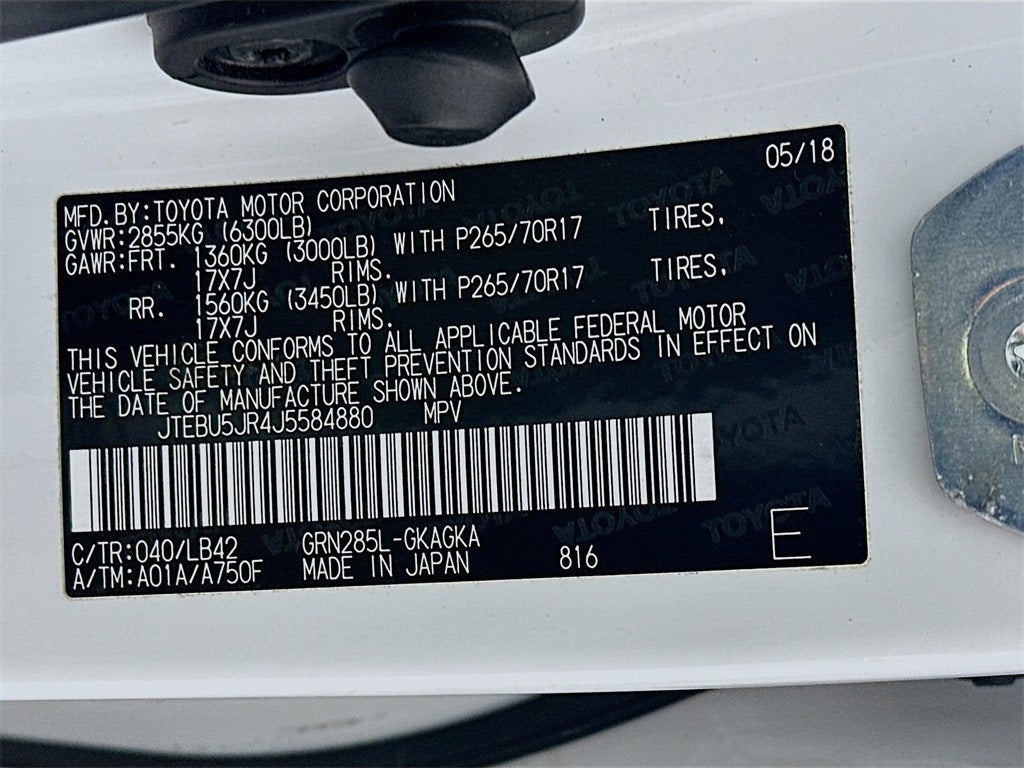 05/18
MFD.BY:TOYOTA MOTOR CORPORATION
GVWR:2855KG (6300LB)
GAWR:FRT. 1360KG (3000LB) WITH P265/70R17 TIRES,
17X7J RIMS.
RR. 1560KG (3450LB) WITH P265/70R17 TIRES,
17X7J RIMS.
THIS VEHICLE CONFORMS TO ALL APPLICABLE FEDERAL MOTOR
VEHICLE SAFETY AND THEFT PREVENTION STANDARDS IN EFFECT ON
THE DATE OF MANUFACTURE SHOWN ABOVE.
JTEBU5JR4J5584880 MPV
C/TR:040/LB42 GRN285L-GKAGKA
A/TM:A01A/A750F MADE IN JAPAN 816 E